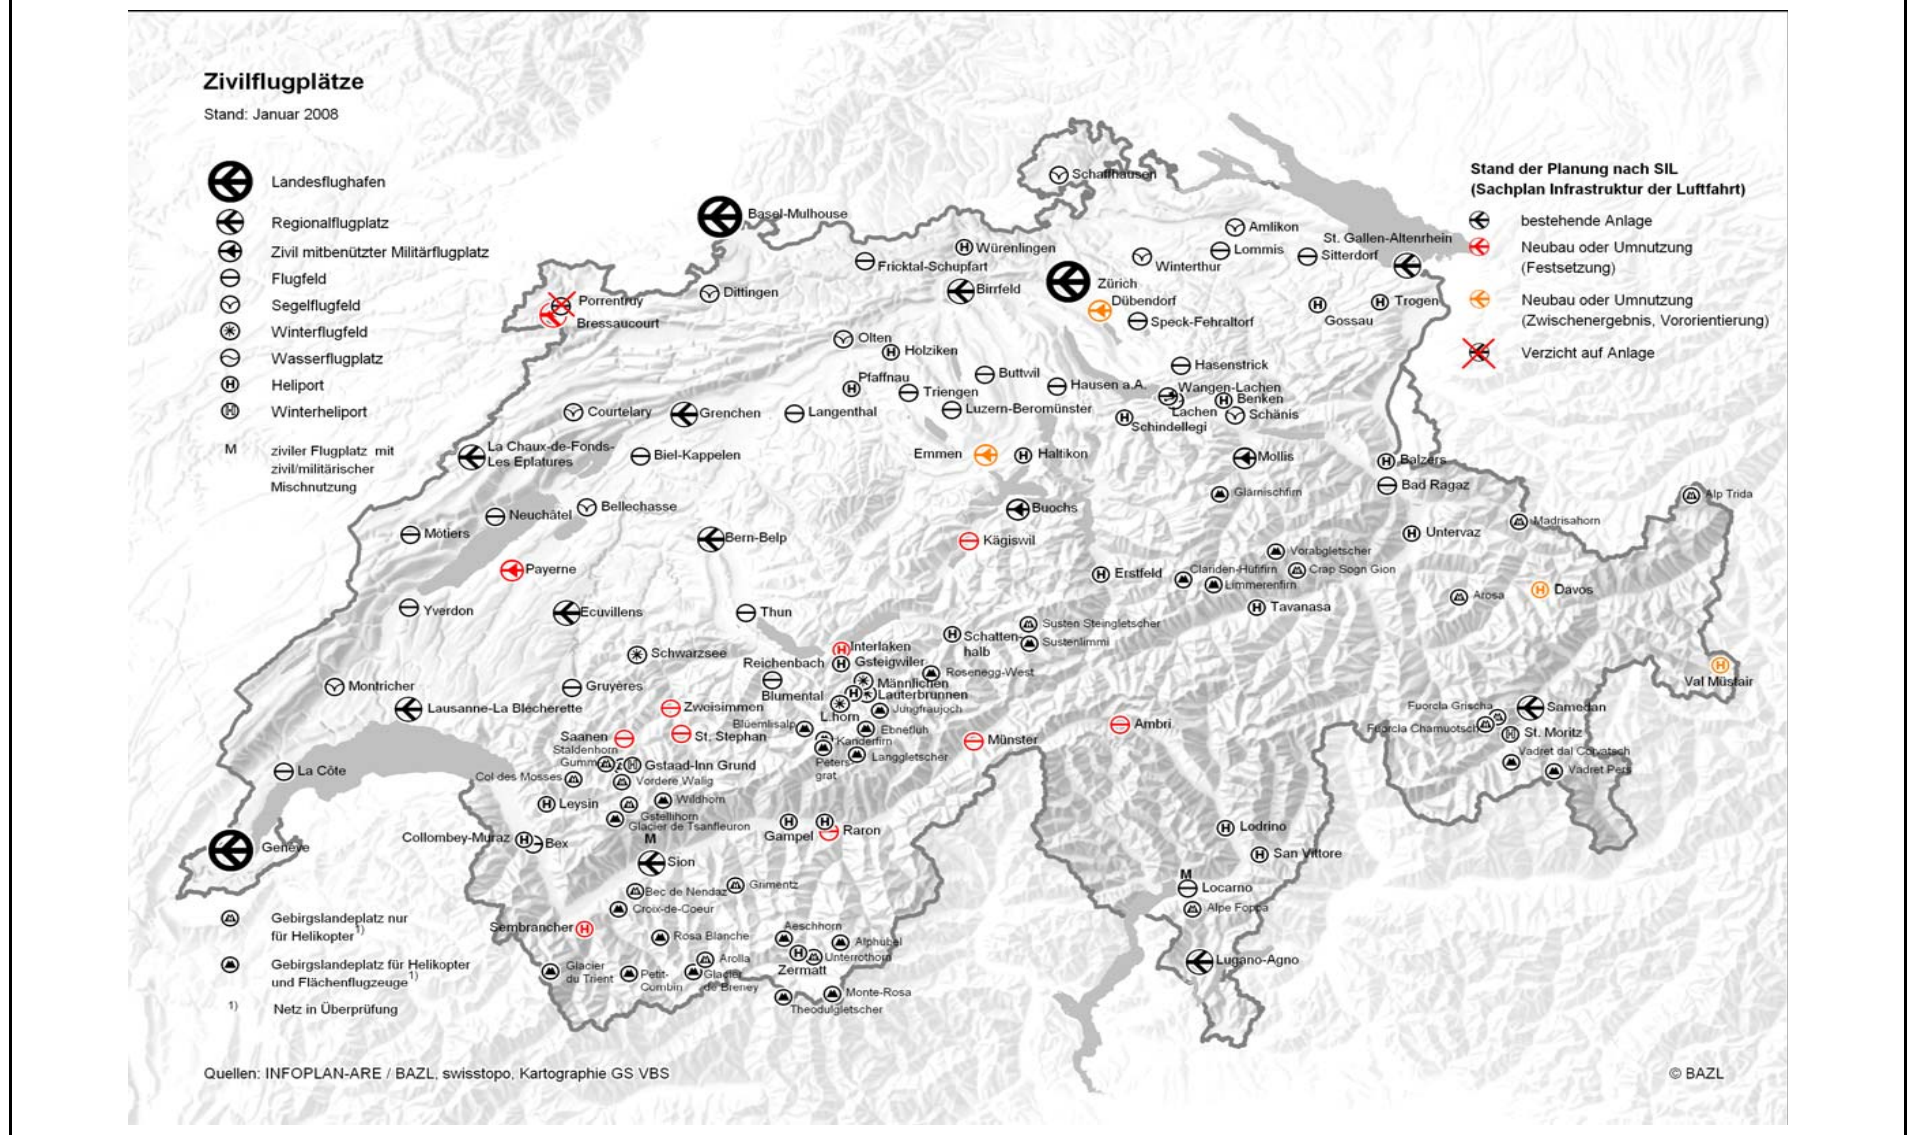 Zivilflugplätze
Stand: Januar 2008
Landesflughafen
Regionalflugplatz
Zivil mitbenützter Militärflugplatz
Flugfeld
Segelflugfeld
Winterflugfeld
Wasserflugplatz
H Heliport
H Winterheliport
M ziviler Flugplatz mit
zivil/militärischer
Mischnutzung
Stand der Planung nach SIL
(Sachplan Infrastruktur der Luftfahrt)
bestehende Anlage
Neubau oder Umnutzung
(Festsetzung)
Neubau oder Umnutzung
(Zwischenergebnis, Vororientierung)
Verzicht auf Anlage
Schaffhausen
Basel-Mulhouse
Amlikon
St. Gallen-Altenrhein
Würenlingen
Lommis
Sitterdorf
Fricktal-Schupfart
Winterthur
Zürich
Dittingen
Birrfeld
Porrentruy
Dübendorf
Trogen
Bressaucourt
Speck-Fehraltorf
Gossau
Olten
Holziken
Hasenstrick
Pfaffnau
Buttwil
Hausen a.A.
Wangen-Lachen
Triengen
Benken
Courtelary
Grenchen
Langenthal
Luzern-Beromünster
Lachen
Schänis
Schindellegi
La Chaux-de-Fonds-
Les Eplatures
Biel-Kappelen
Emmen
Haltikon
Mollis
Balzers
Bad Ragaz
Glärnischfirn
Alp Trida
Neuchâtel
Bellechasse
Buochs
Madrisahorn
Môtiers
Bern-Belp
Kägiswil
Untervaz
Vorabgletscher
Payerne
Erstfeld
Clariden-Hüfifirn
Crap Sogn Gion
Limmerenfirn
Davos
Arosa
Yverdon
Ecuvillens
Thun
Tavanasa
Susten Steingletscher
Schatten-
halb
Sustenlimmi
Schwarzsee
Interlaken
Reichenbach
Gsteigwiler
Rosenegg-West
Montricher
Gruyères
Blumental
Männlichen
Lauterbrunnen
Val Müstair
Lausanne-La Blécherette
Zweisimmen
L.horn
Jungfraujoch
Fuorcla Grischa
Samedan
Blüemlisalp
Ebnefluh
Ambri
Fuorcla Chamuotsch
St. Moritz
Saanen
St. Stephan
Kanderfirn
Münster
Staldenhorn
Gumm
Gstaad-Inn Grund
Peters-
grat
Langgletscher
Vadret dal Corvatsch
Vadret Pers
La Côte
Col des Mosses
Vordere Walig
Leysin
Wildhorn
Gstellihorn
Glacier de Tsanfleuron
Gampel
Raron
Lodrino
Collombey-Muraz
Bex
M
Sion
San Vittore
Genève
Bec de Nendaz
Grimentz
M
Locarno
Croix-de-Coeur
Alpe Foppa
Sembrancher
Rosa Blanche
Aeschhorn
Alphubel
Arolla
Unterrothorn
Zermatt
Lugano-Agno
Glacier
du Trient
Petit-
Combin
Glacier
de Breney
Monte-Rosa
Theodulgletscher
Gebirgslandeplatz nur
für Helikopter 1)
Gebirgslandeplatz für Helikopter
und Flächenflugzeuge 1)
1) Netz in Überprüfung
Quellen: INFOPLAN-ARE / BAZL, swisstopo, Kartographie GS VBS
© BAZL